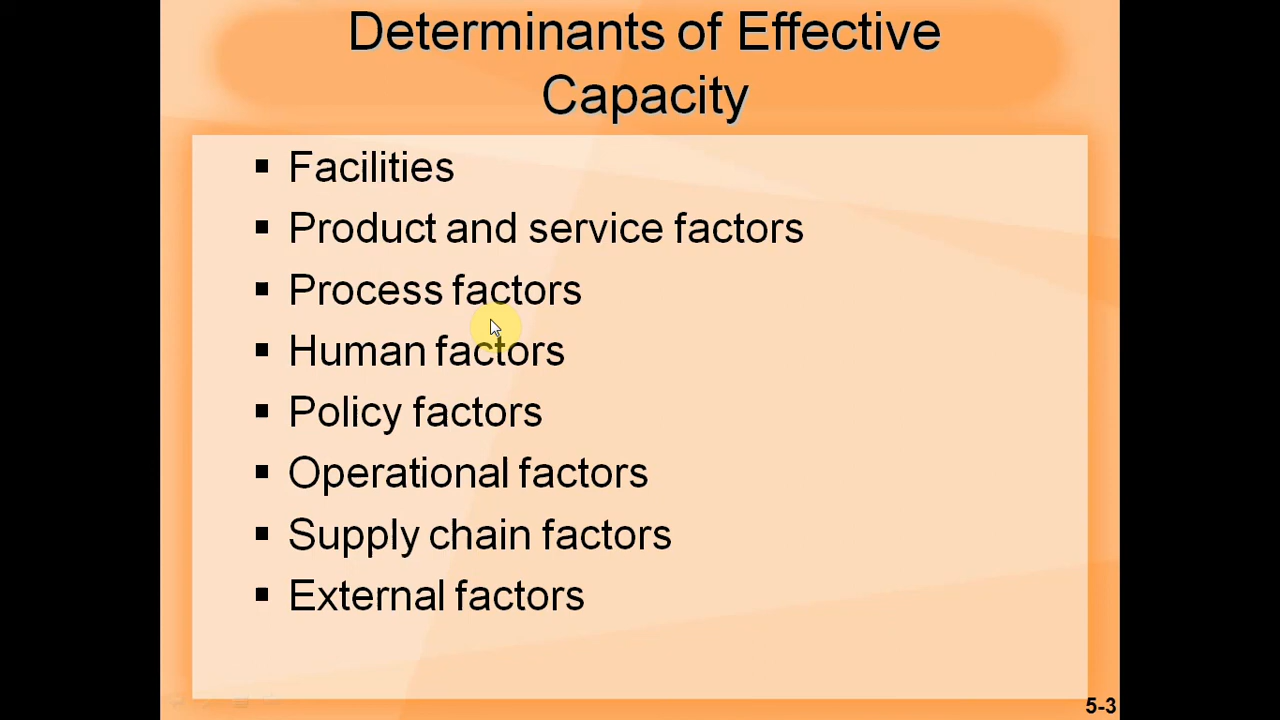 Determinants of Effective
Capacity
▪ Facilities
▪ Product and service factors
▪ Process factors
▪ Human factors
▪ Policy factors
▪ Operational factors
▪ Supply chain factors
▪ External factors
5-3